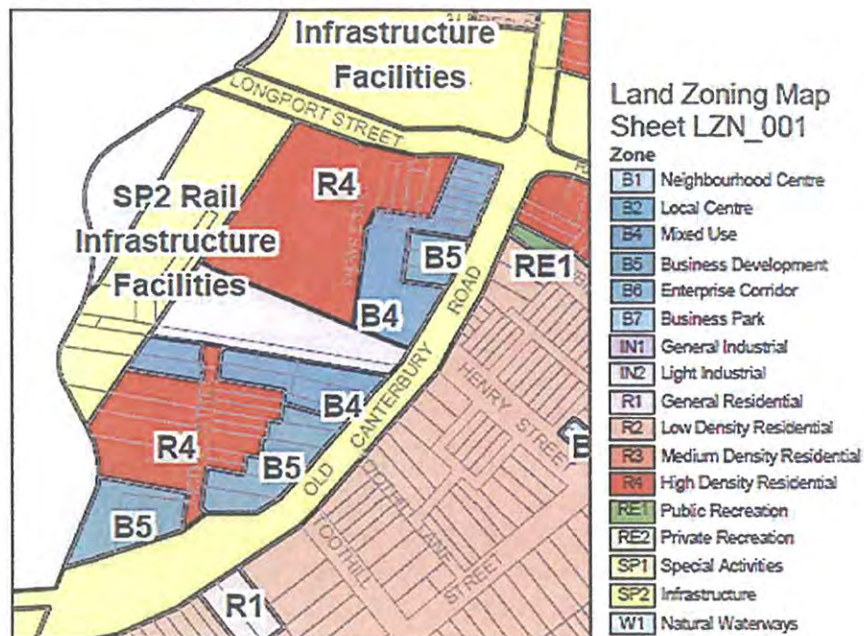 Infrastructure
Facilities
LONGPORT STREET
R4
SP2 Rail
Infrastructure
Facilities
B5
RE1
B4
B4
R4
B5
B5
OLD CANTERBURY ROAD
HENRY STREET
TOOTHILL LANE
TOOTHILL
STREET
R1
B
Land Zoning Map
Sheet LZN_001
Zone
B1 Neighbourhood Centre
B2 Local Centre
B4 Mixed Use
B5 Business Development
B6 Enterprise Corridor
B7 Business Park
IN1 General Industrial
IN2 Light Industrial
R1 General Residential
R2 Low Density Residential
R3 Medium Density Residential
R4 High Density Residential
RE1 Public Recreation
RE2 Private Recreation
SP1 Special Activities
SP2 Infrastructure
W1 Natural Waterways